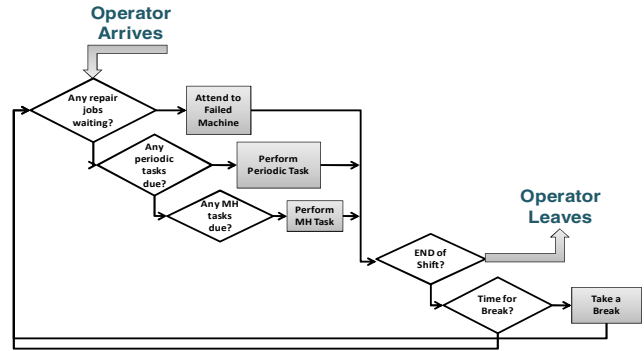 Operator
Arrives
Any repair
jobs
waiting?
Attend to
Failed
Machine
Any
periodic
tasks
due?
Perform
Periodic Task
Any MH
tasks
due?
Perform
MH Task
Operator
Leaves
END of
Shift?
Time for
Break?
Take a
Break